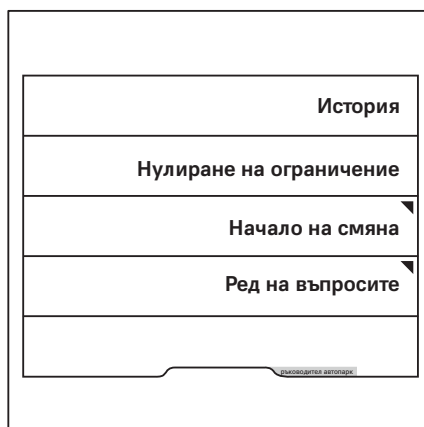 История
Нулиране на ограничение
Начало на смяна
Ред на въпросите
ръководител автопарк